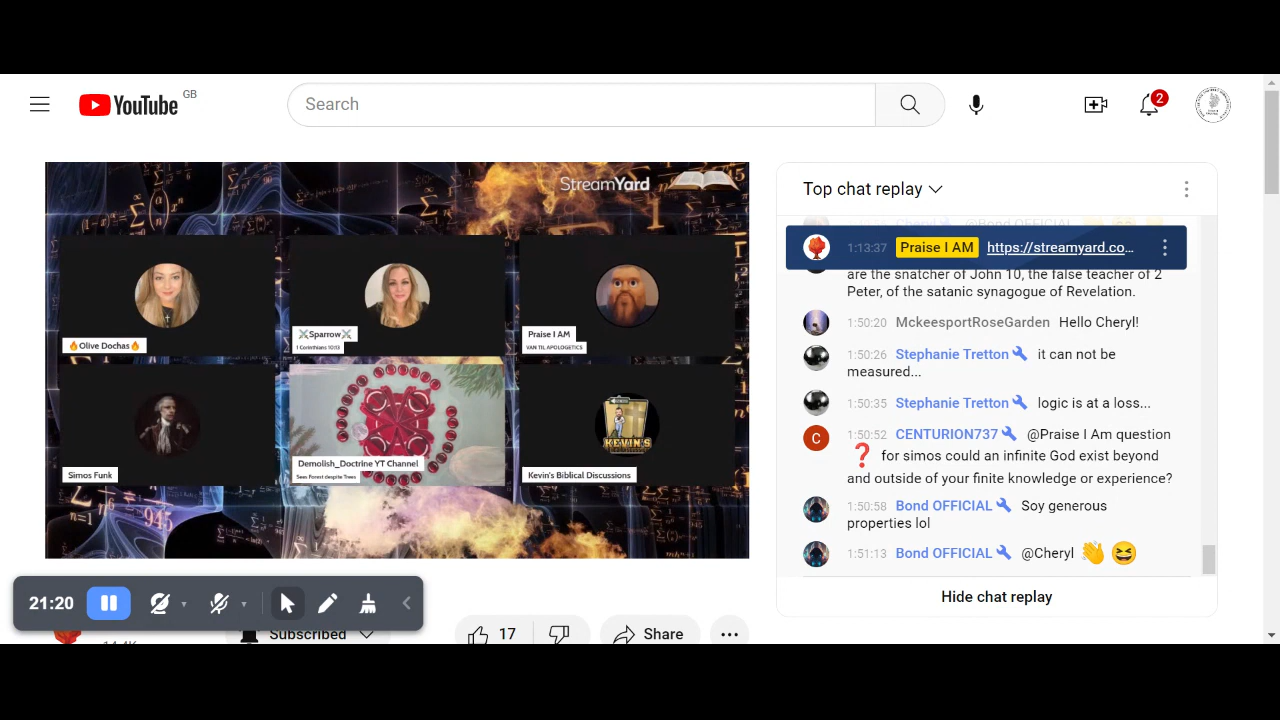 YouTube GB
Search
2
StreamYard
🔥Olive Dochas🔥
⚔Sparrow⚔
1 Corinthians 10:13
Praise I AM
VAN TIL APOLOGETICS
Simos Funk
Demolish_Doctrine YT Channel
Sees Forest despite Trees
KEVIN'S
Kevin's Biblical Discussions
945
Top chat replay
1:13:37 Praise I AM https://streamyard.co...
are the snatcher of John 10, the false teacher of 2
Peter, of the satanic synagogue of Revelation.
1:50:20 MckeesportRoseGarden Hello Cheryl!
1:50:26 Stephanie Tretton it can not be
measured...
1:50:35 Stephanie Tretton logic is at a loss...
C
1:50:52 CENTURION737 @Praise I Am question
❓ for simos could an infinite God exist beyond
and outside of your finite knowledge or experience?
1:50:58 Bond OFFICIAL Soy generous
properties lol
1:51:13 Bond OFFICIAL @Cheryl 👋 😆
Hide chat replay
21:20
Subscribed
17
Share